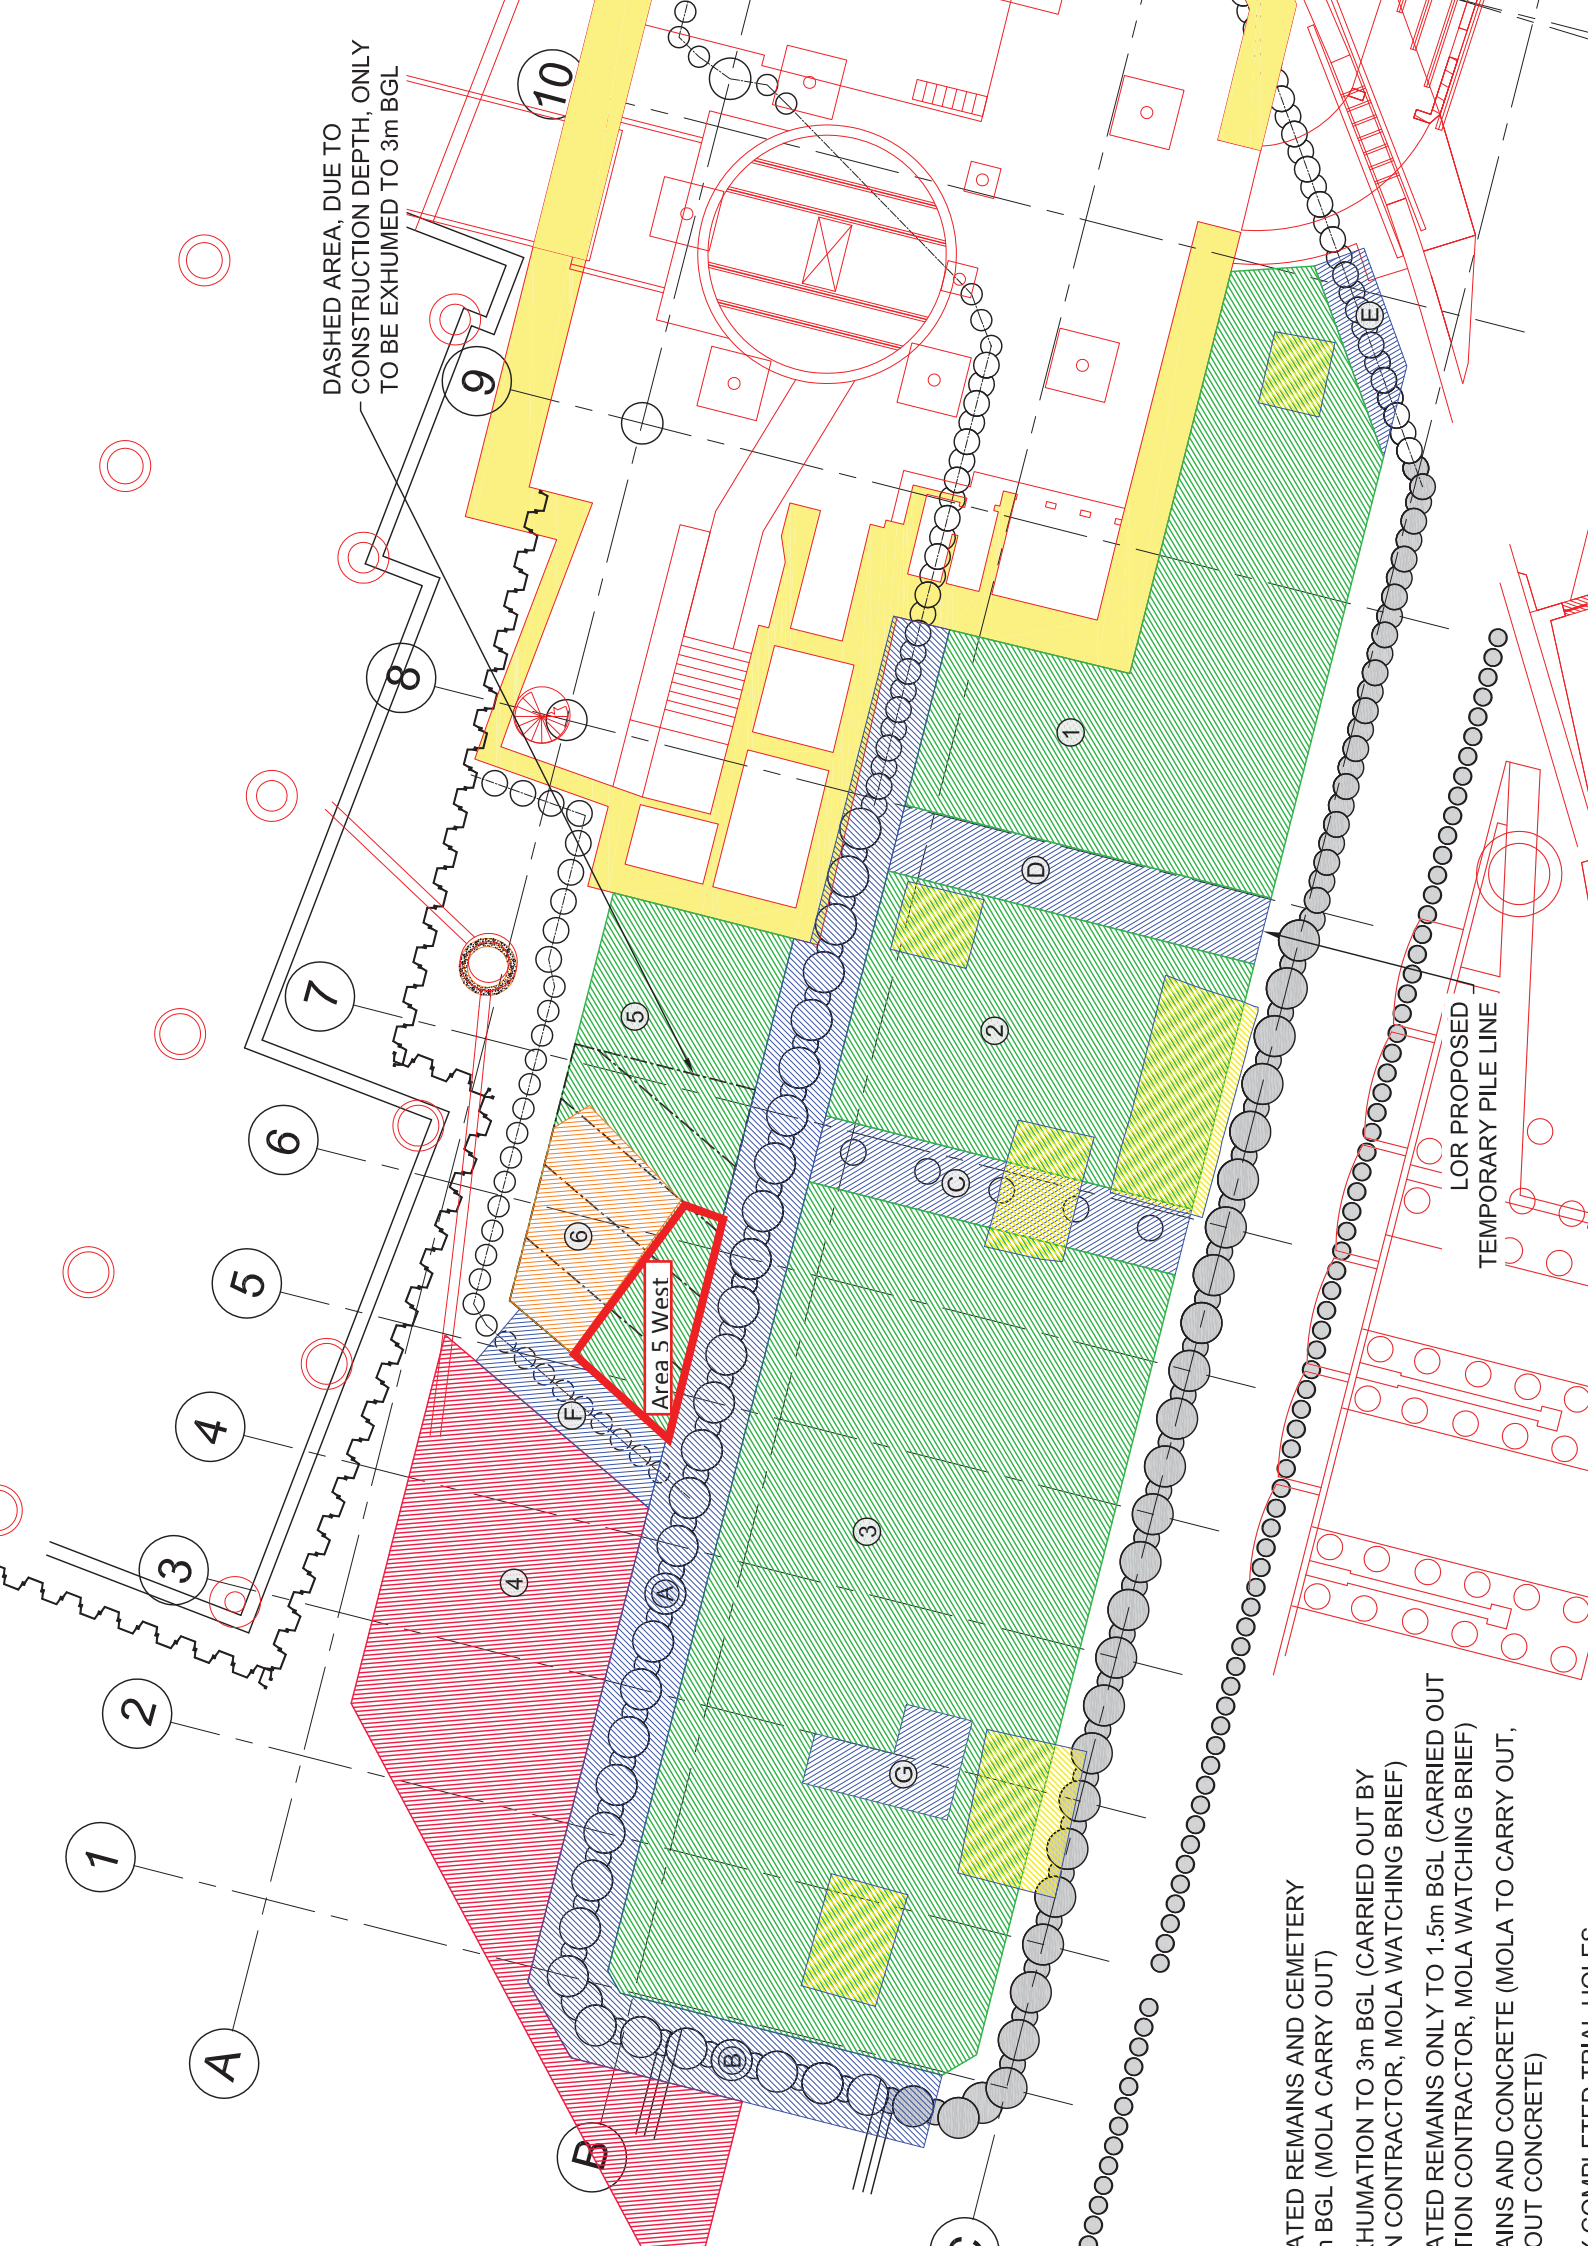 DASHED AREA, DUE TO
CONSTRUCTION DEPTH, ONLY
TO BE EXHUMED TO 3m BGL
10
9
8
7
6
5
4
3
2
1
A
B
C
E
1
D
2
5
6
C
F
Area 5 West
3
4
A
G
B
LOR PROPOSED
TEMPORARY PILE LINE
ATED REMAINS AND CEMETERY
BGL (MOLA CARRY OUT)
HUMATION TO 3m BGL (CARRIED OUT BY
N CONTRACTOR, MOLA WATCHING BRIEF)
ATED REMAINS ONLY TO 1.5m BGL (CARRIED OUT
TION CONTRACTOR, MOLA WATCHING BRIEF)
AINS AND CONCRETE (MOLA TO CARRY OUT,
OUT CONCRETE)
COMPLETED TRIAL HOLES